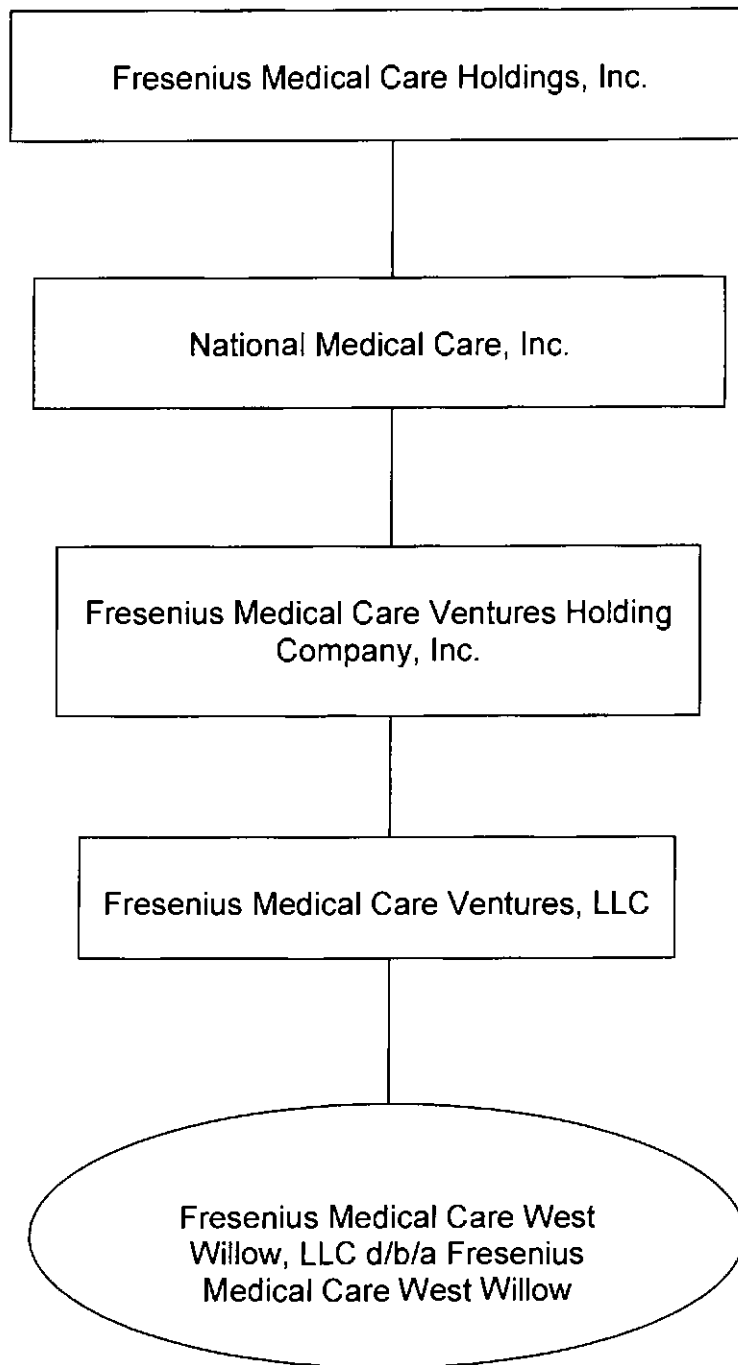 Fresenius Medical Care Holdings, Inc.
National Medical Care, Inc.
Fresenius Medical Care Ventures Holding
Company, Inc.
Fresenius Medical Care Ventures, LLC
Fresenius Medical Care West
Willow, LLC d/b/a Fresenius
Medical Care West Willow